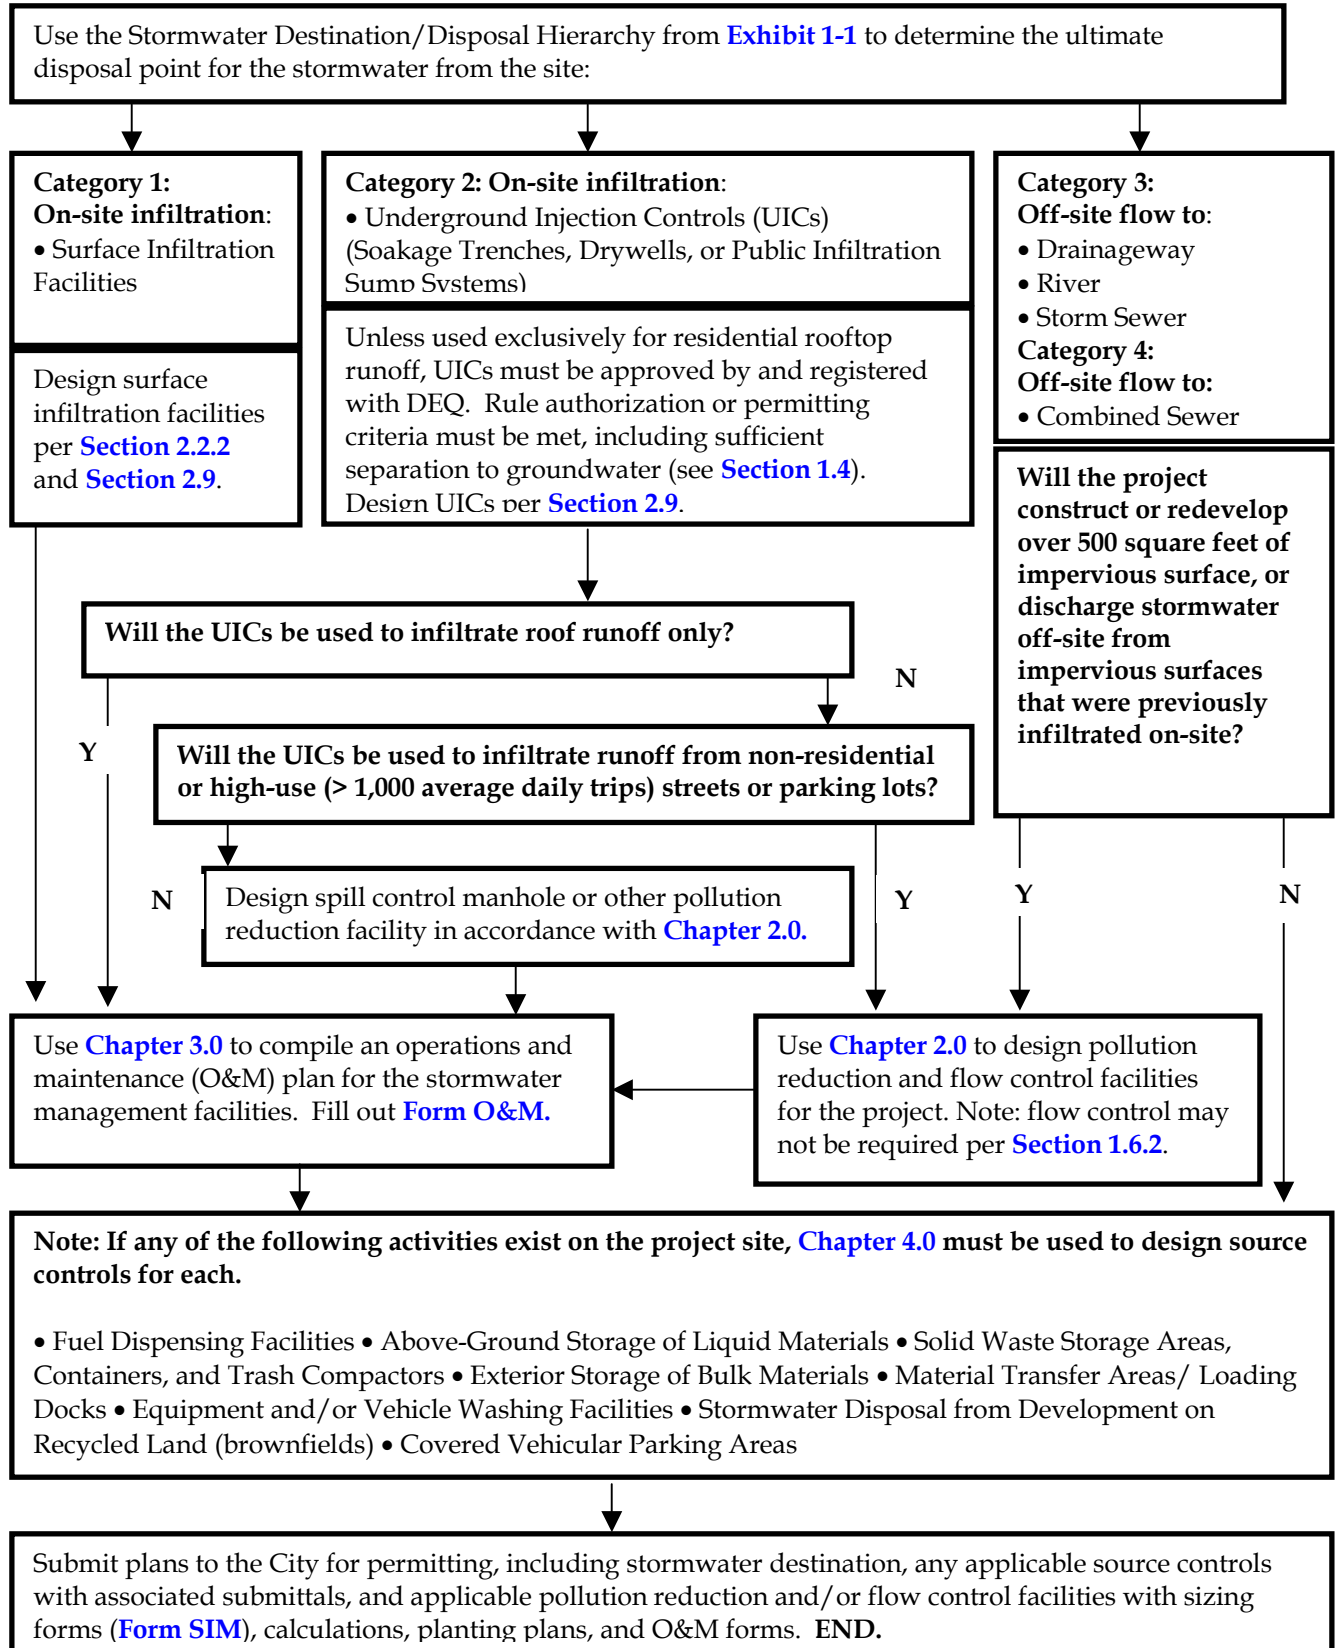 Use the Stormwater Destination/Disposal Hierarchy from Exhibit 1-1 to determine the ultimate
disposal point for the stormwater from the site:
Category 1:
On-site infiltration:
• Surface Infiltration
Facilities
Design surface
infiltration facilities
per Section 2.2.2
and Section 2.9.
Category 2: On-site infiltration:
• Underground Injection Controls (UICs)
(Soakage Trenches, Drywells, or Public Infiltration
Sump Systems)
Unless used exclusively for residential rooftop
runoff, UICs must be approved by and registered
with DEQ. Rule authorization or permitting
criteria must be met, including sufficient
separation to groundwater (see Section 1.4).
Design UICs per Section 2.9.
Category 3:
Off-site flow to:
• Drainageway
• River
• Storm Sewer
Category 4:
Off-site flow to:
• Combined Sewer
Will the project
construct or redevelop
over 500 square feet of
impervious surface, or
discharge stormwater
off-site from
impervious surfaces
that were previously
infiltrated on-site?
Will the UICs be used to infiltrate roof runoff only?
N
Y
Will the UICs be used to infiltrate runoff from non-residential
or high-use (> 1,000 average daily trips) streets or parking lots?
N
Design spill control manhole or other pollution
reduction facility in accordance with Chapter 2.0.
Y
Y
N
Use Chapter 3.0 to compile an operations and
maintenance (O&M) plan for the stormwater
management facilities. Fill out Form O&M.
Use Chapter 2.0 to design pollution
reduction and flow control facilities
for the project. Note: flow control may
not be required per Section 1.6.2.
Note: If any of the following activities exist on the project site, Chapter 4.0 must be used to design source
controls for each.
• Fuel Dispensing Facilities • Above-Ground Storage of Liquid Materials • Solid Waste Storage Areas,
Containers, and Trash Compactors • Exterior Storage of Bulk Materials • Material Transfer Areas/ Loading
Docks • Equipment and/or Vehicle Washing Facilities • Stormwater Disposal from Development on
Recycled Land (brownfields) • Covered Vehicular Parking Areas
Submit plans to the City for permitting, including stormwater destination, any applicable source controls
with associated submittals, and applicable pollution reduction and/or flow control facilities with sizing
forms (Form SIM), calculations, planting plans, and O&M forms. END.